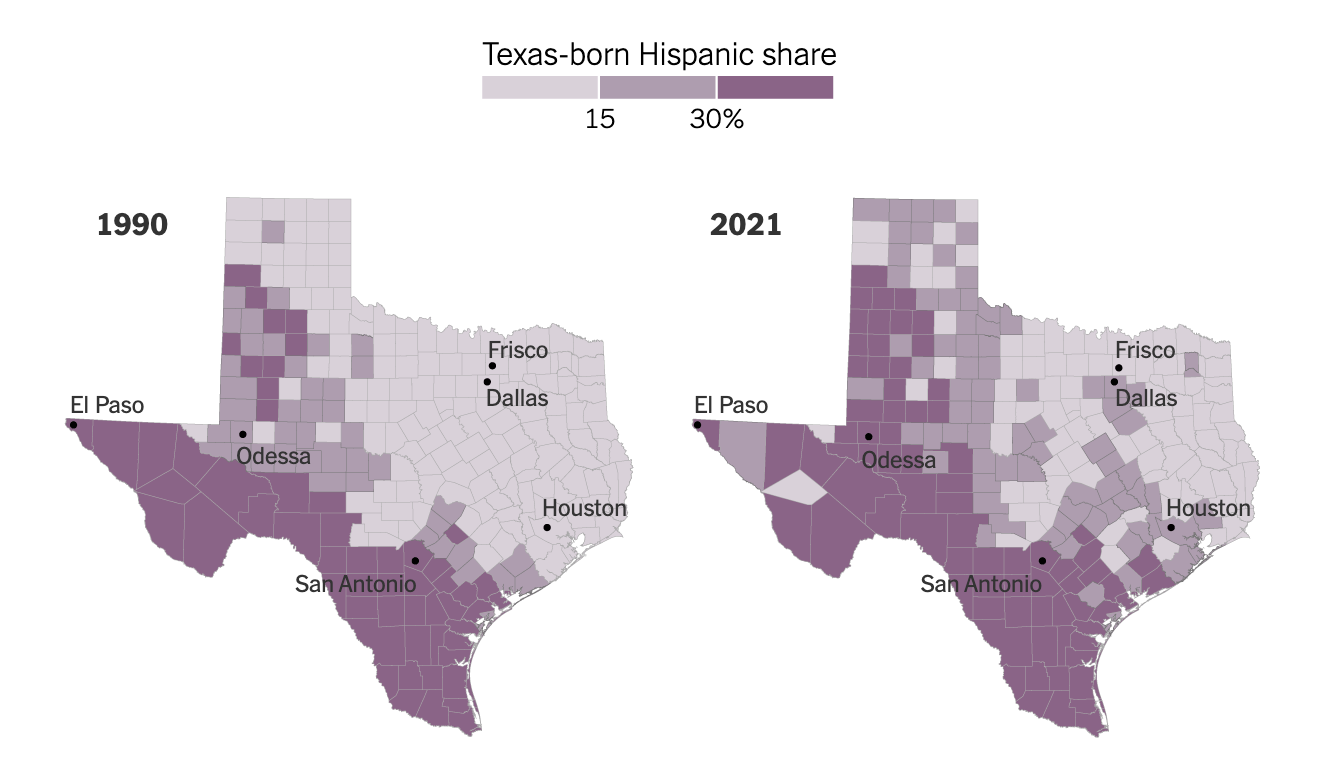 Texas-born Hispanic share
15 30%
1990
2021
Frisco
Dallas
El Paso
Odessa
Houston
San Antonio
Frisco
Dallas
El Paso
Odessa
Houston
San Antonio